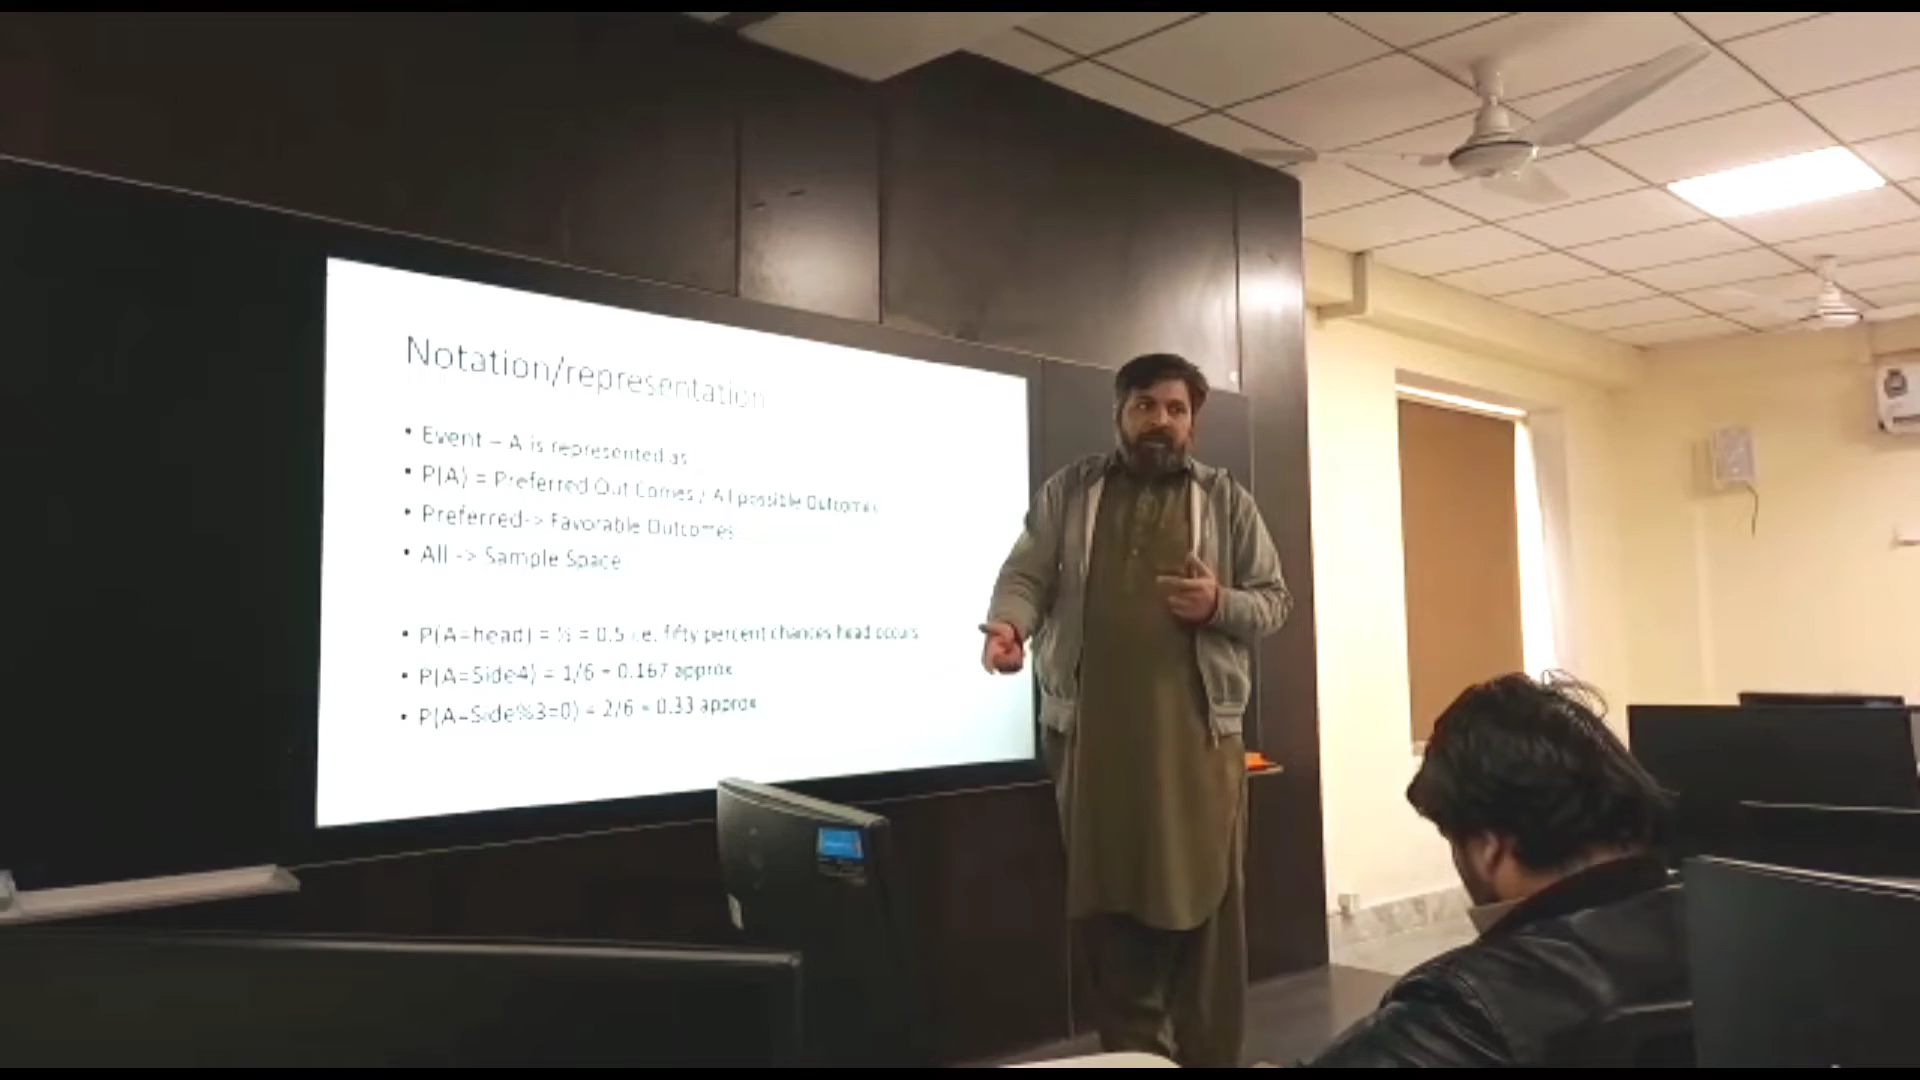 Notation/representation
• Event – A is represented as
• P(A) = Preferred Out Comes / All possible Outcomes
• Preferred-> Favorable Outcomes
• All -> Sample Space
• P(A=head) = ½ = 0.5 i.e. fifty percent chances head occurs
• P(A=Side4) = 1/6 = 0.167 approx
• P(A=Side%3=0) = 2/6 = 0.33 approx